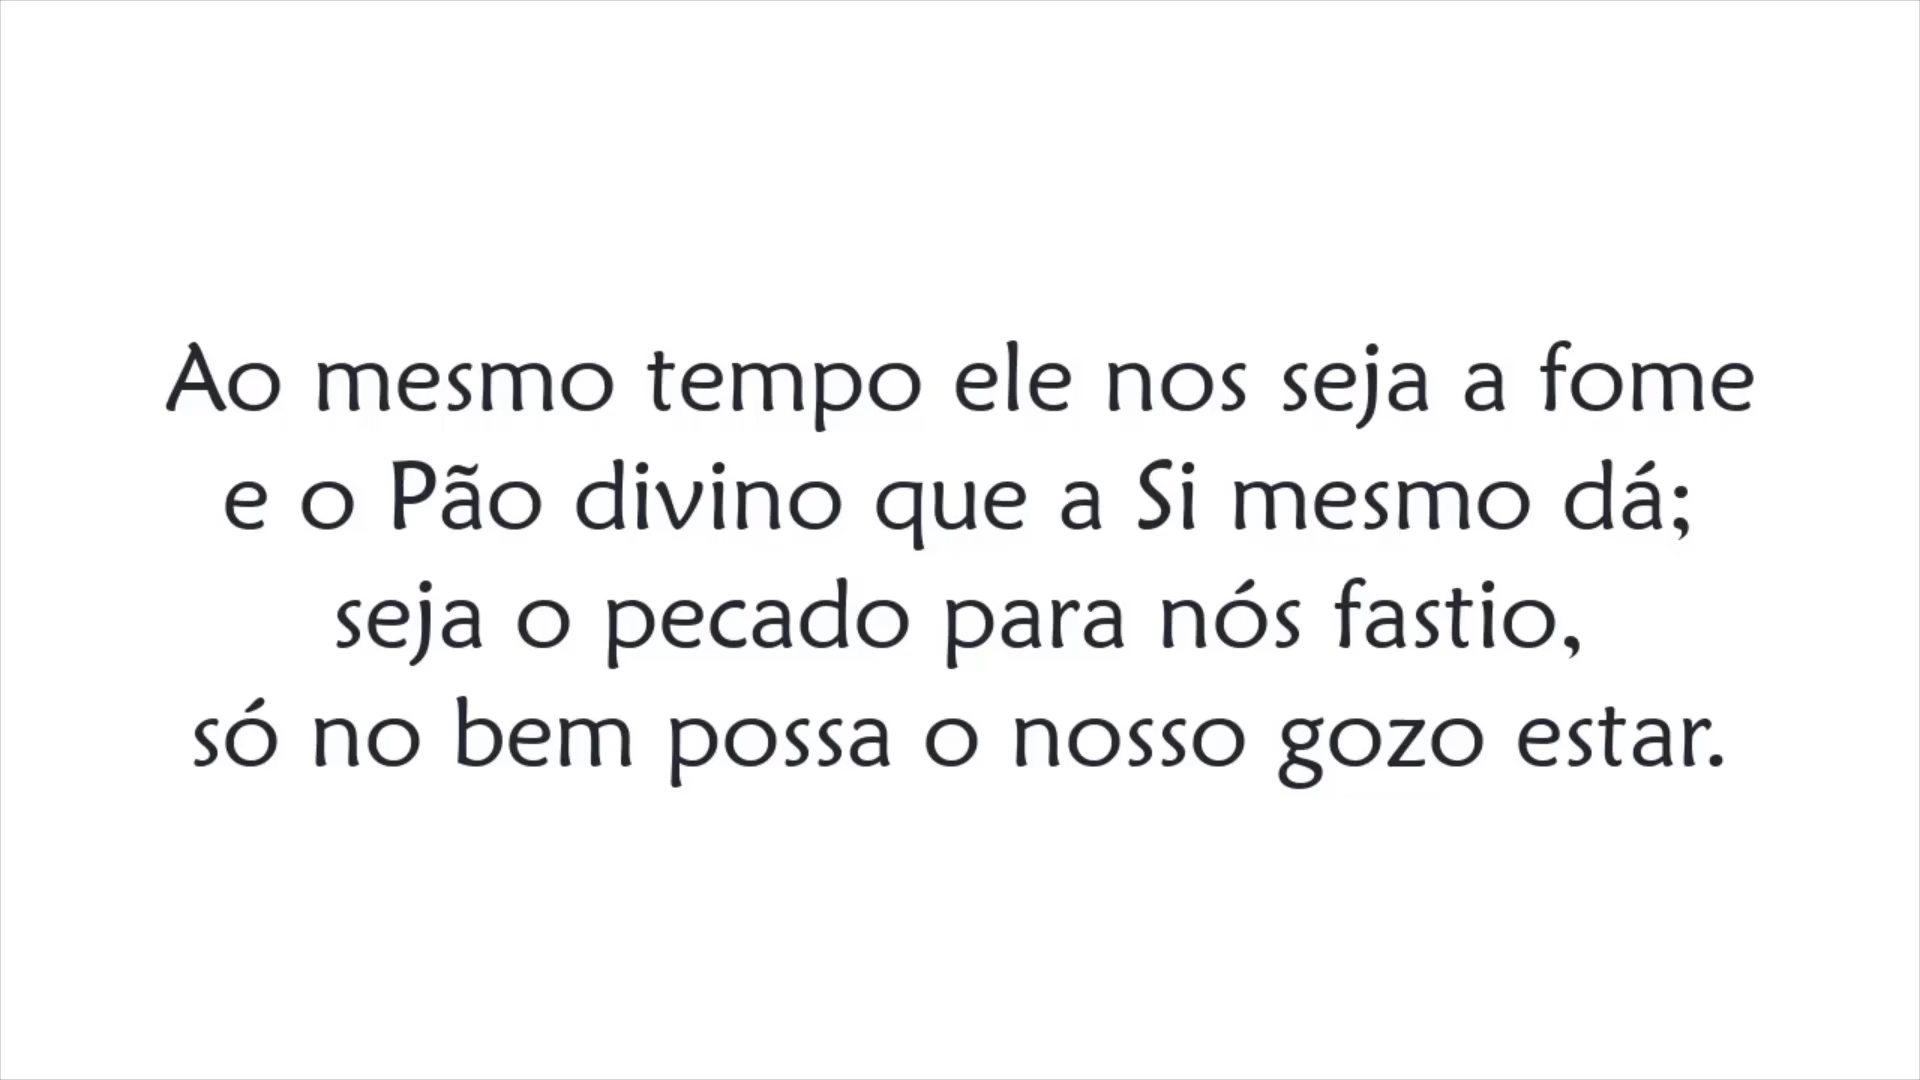 Ao mesmo tempo ele nos seja a fome
e o Pão divino que a Si mesmo dá;
seja o pecado para nós fastio,
só no bem possa o nosso gozo estar.